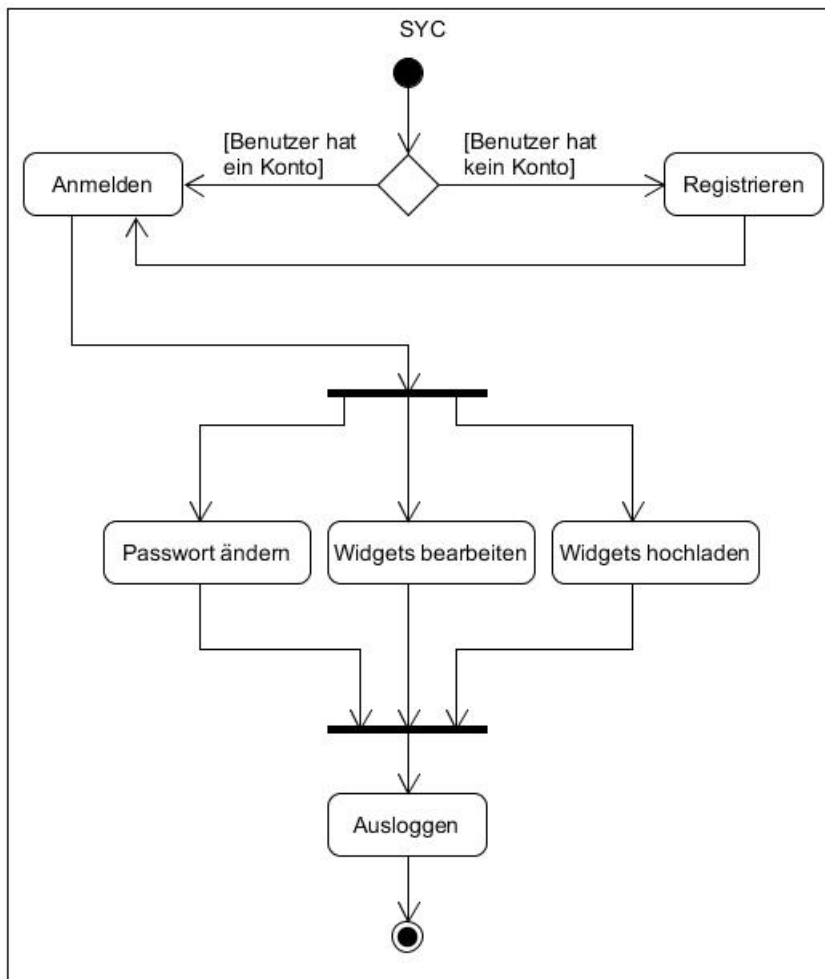 SYC
[Benutzer hat
ein Konto]
[Benutzer hat
kein Konto]
Anmelden
Registrieren
Passwort ändern
Widgets bearbeiten
Widgets hochladen
Ausloggen